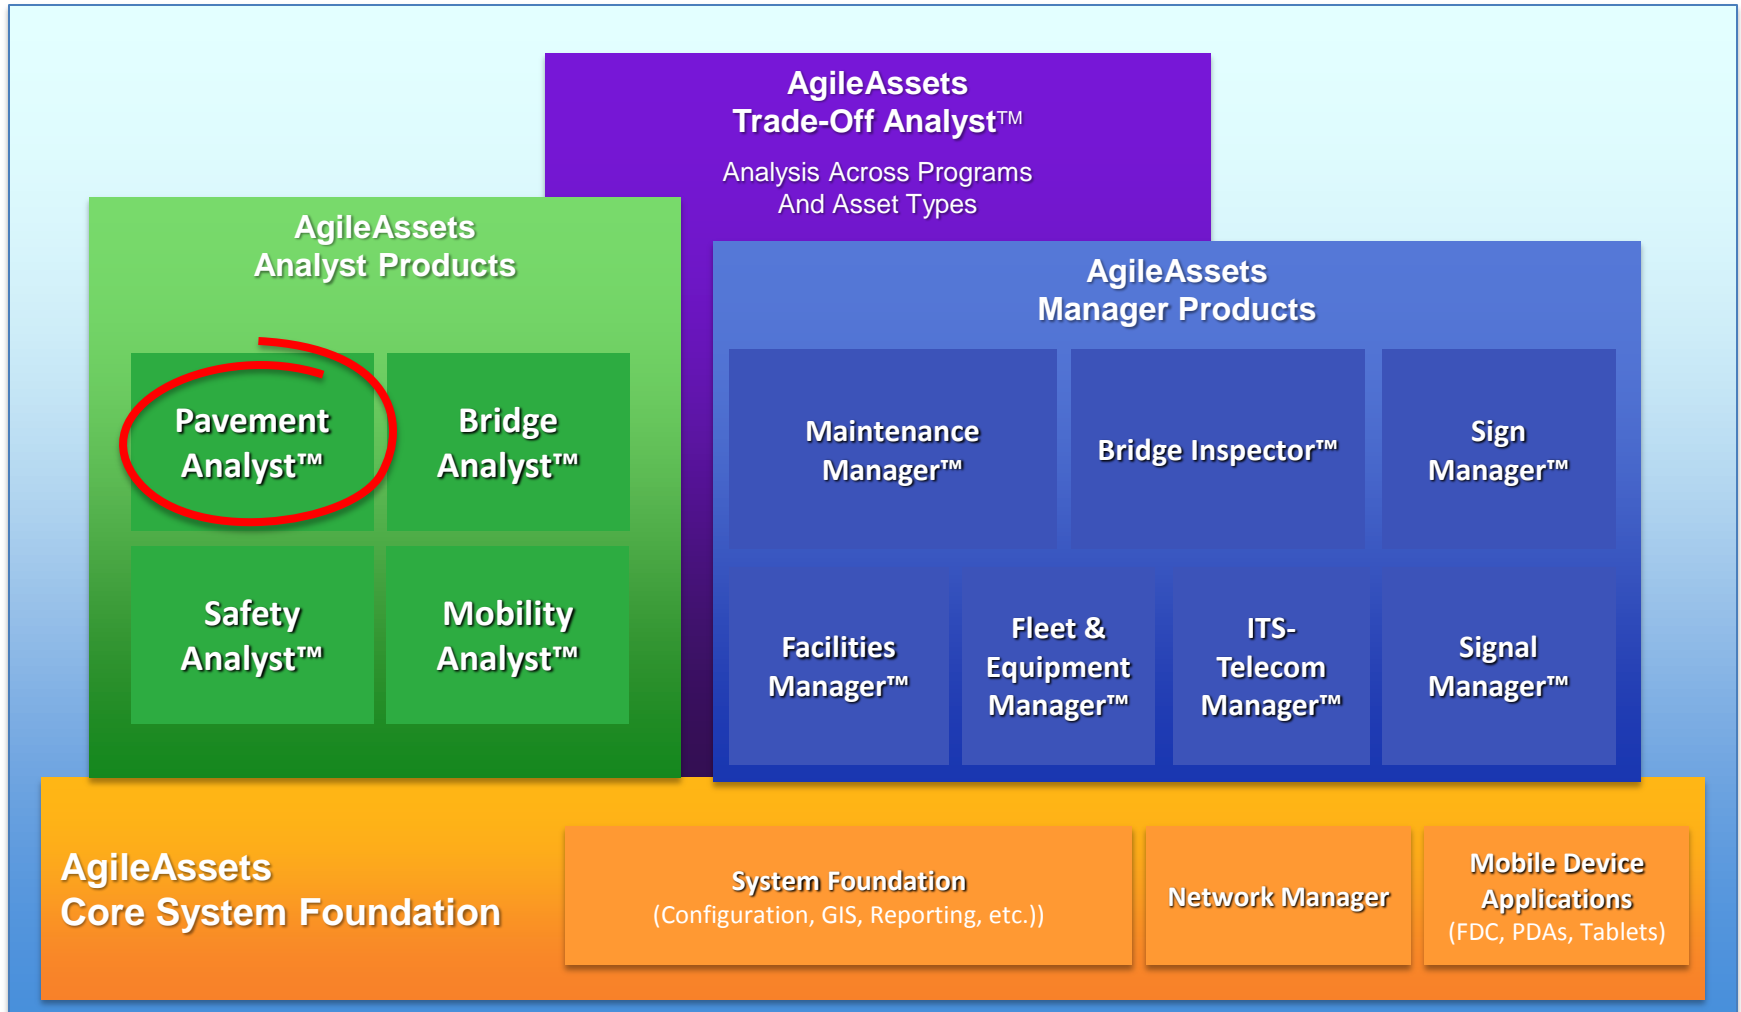 AgileAssets
Trade-Off Analyst™
Analysis Across Programs
And Asset Types
AgileAssets
Analyst Products
Pavement
Analyst™
Bridge
Analyst™
Safety
Analyst™
Mobility
Analyst™
AgileAssets
Manager Products
Maintenance
Manager™
Bridge Inspector™
Sign
Manager™
Facilities
Manager™
Fleet &
Equipment
Manager™
ITS-
Telecom
Manager™
Signal
Manager™
AgileAssets
Core System Foundation
System Foundation
(Configuration, GIS, Reporting, etc.))
Network Manager
Mobile Device
Applications
(FDC, PDAs, Tablets)